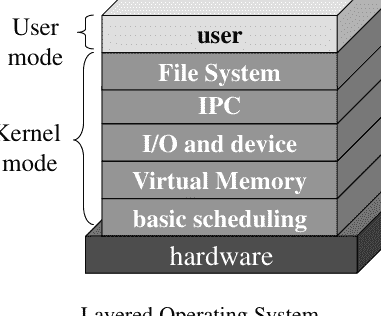 User
mode
user
File System
IPC
Kernel
mode
I/O and device
Virtual Memory
basic scheduling
hardware
Layered Operating System